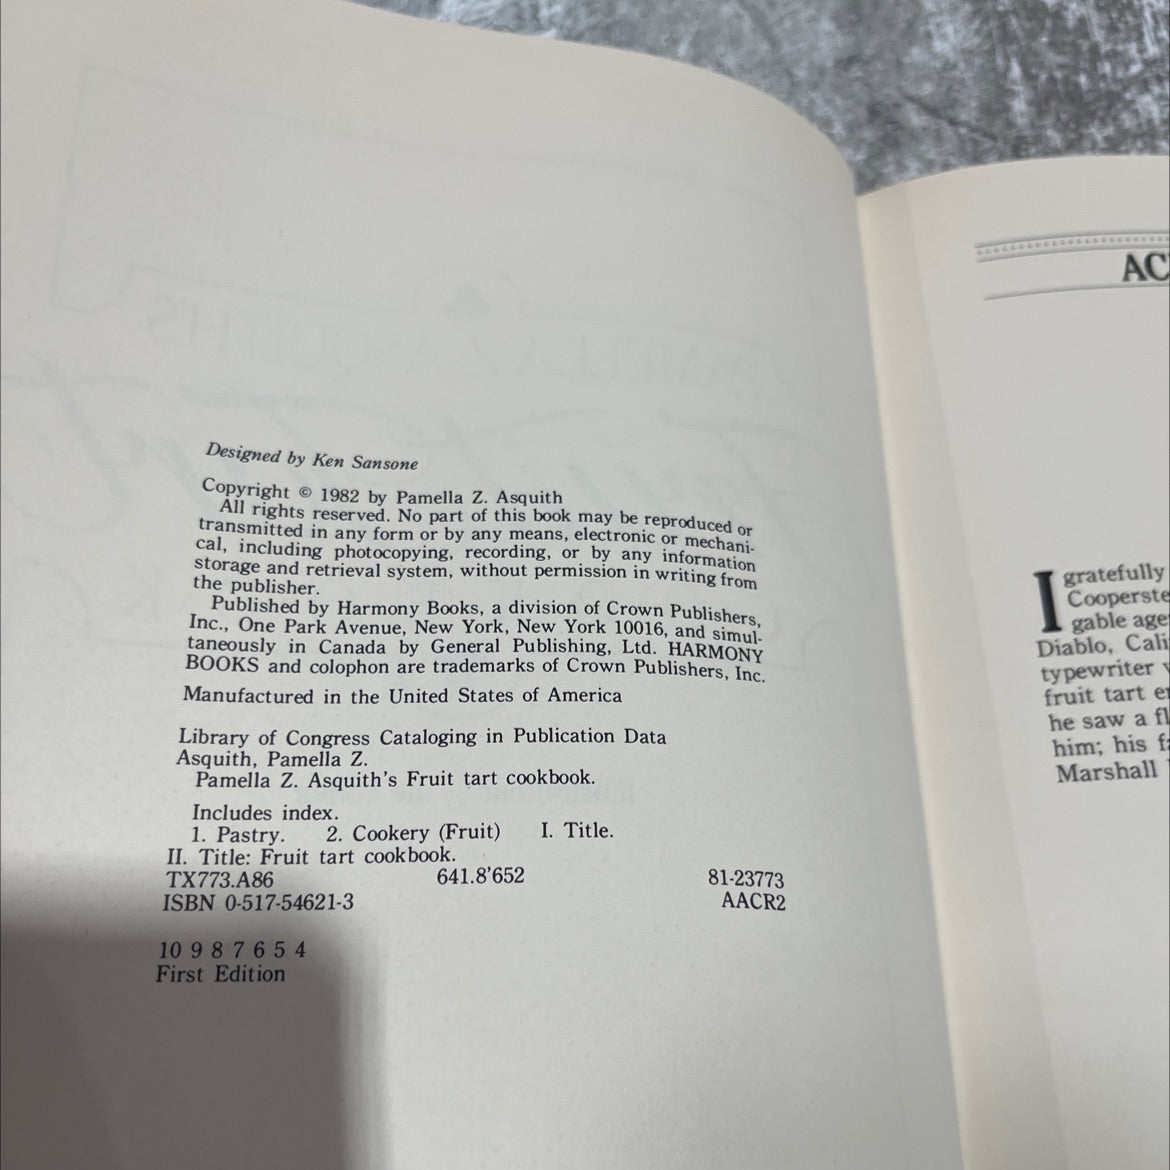 Designed by Ken Sansone
Copyright © 1982 by Pamella Z. Asquith
All rights reserved. No part of this book may be reproduced or
transmitted in any form or by any means, electronic or mechani-
cal, including photocopying, recording, or by any information
storage and retrieval system, without permission in writing from
the publisher.
Published by Harmony Books, a division of Crown Publishers,
Inc., One Park Avenue, New York, New York 10016, and simul-
taneously in Canada by General Publishing, Ltd. HARMONY
BOOKS and colophon are trademarks of Crown Publishers, Inc.
Manufactured in the United States of America
Library of Congress Cataloging in Publication Data
Asquith, Pamella Z.
Pamella Z. Asquith's Fruit tart cookbook.
Includes index.
1. Pastry. 2. Cookery (Fruit) I. Title.
II. Title: Fruit tart cookbook.
TX773.A86 641.8'652 81-23773
ISBN 0-517-54621-3 AACR2
10 9 8 7 6 5 4
First Edition
AC
I gratefully
Cooperste
gable age
Diablo, Cali
typewriter
fruit tart
he saw a fl
him; his
Marshall